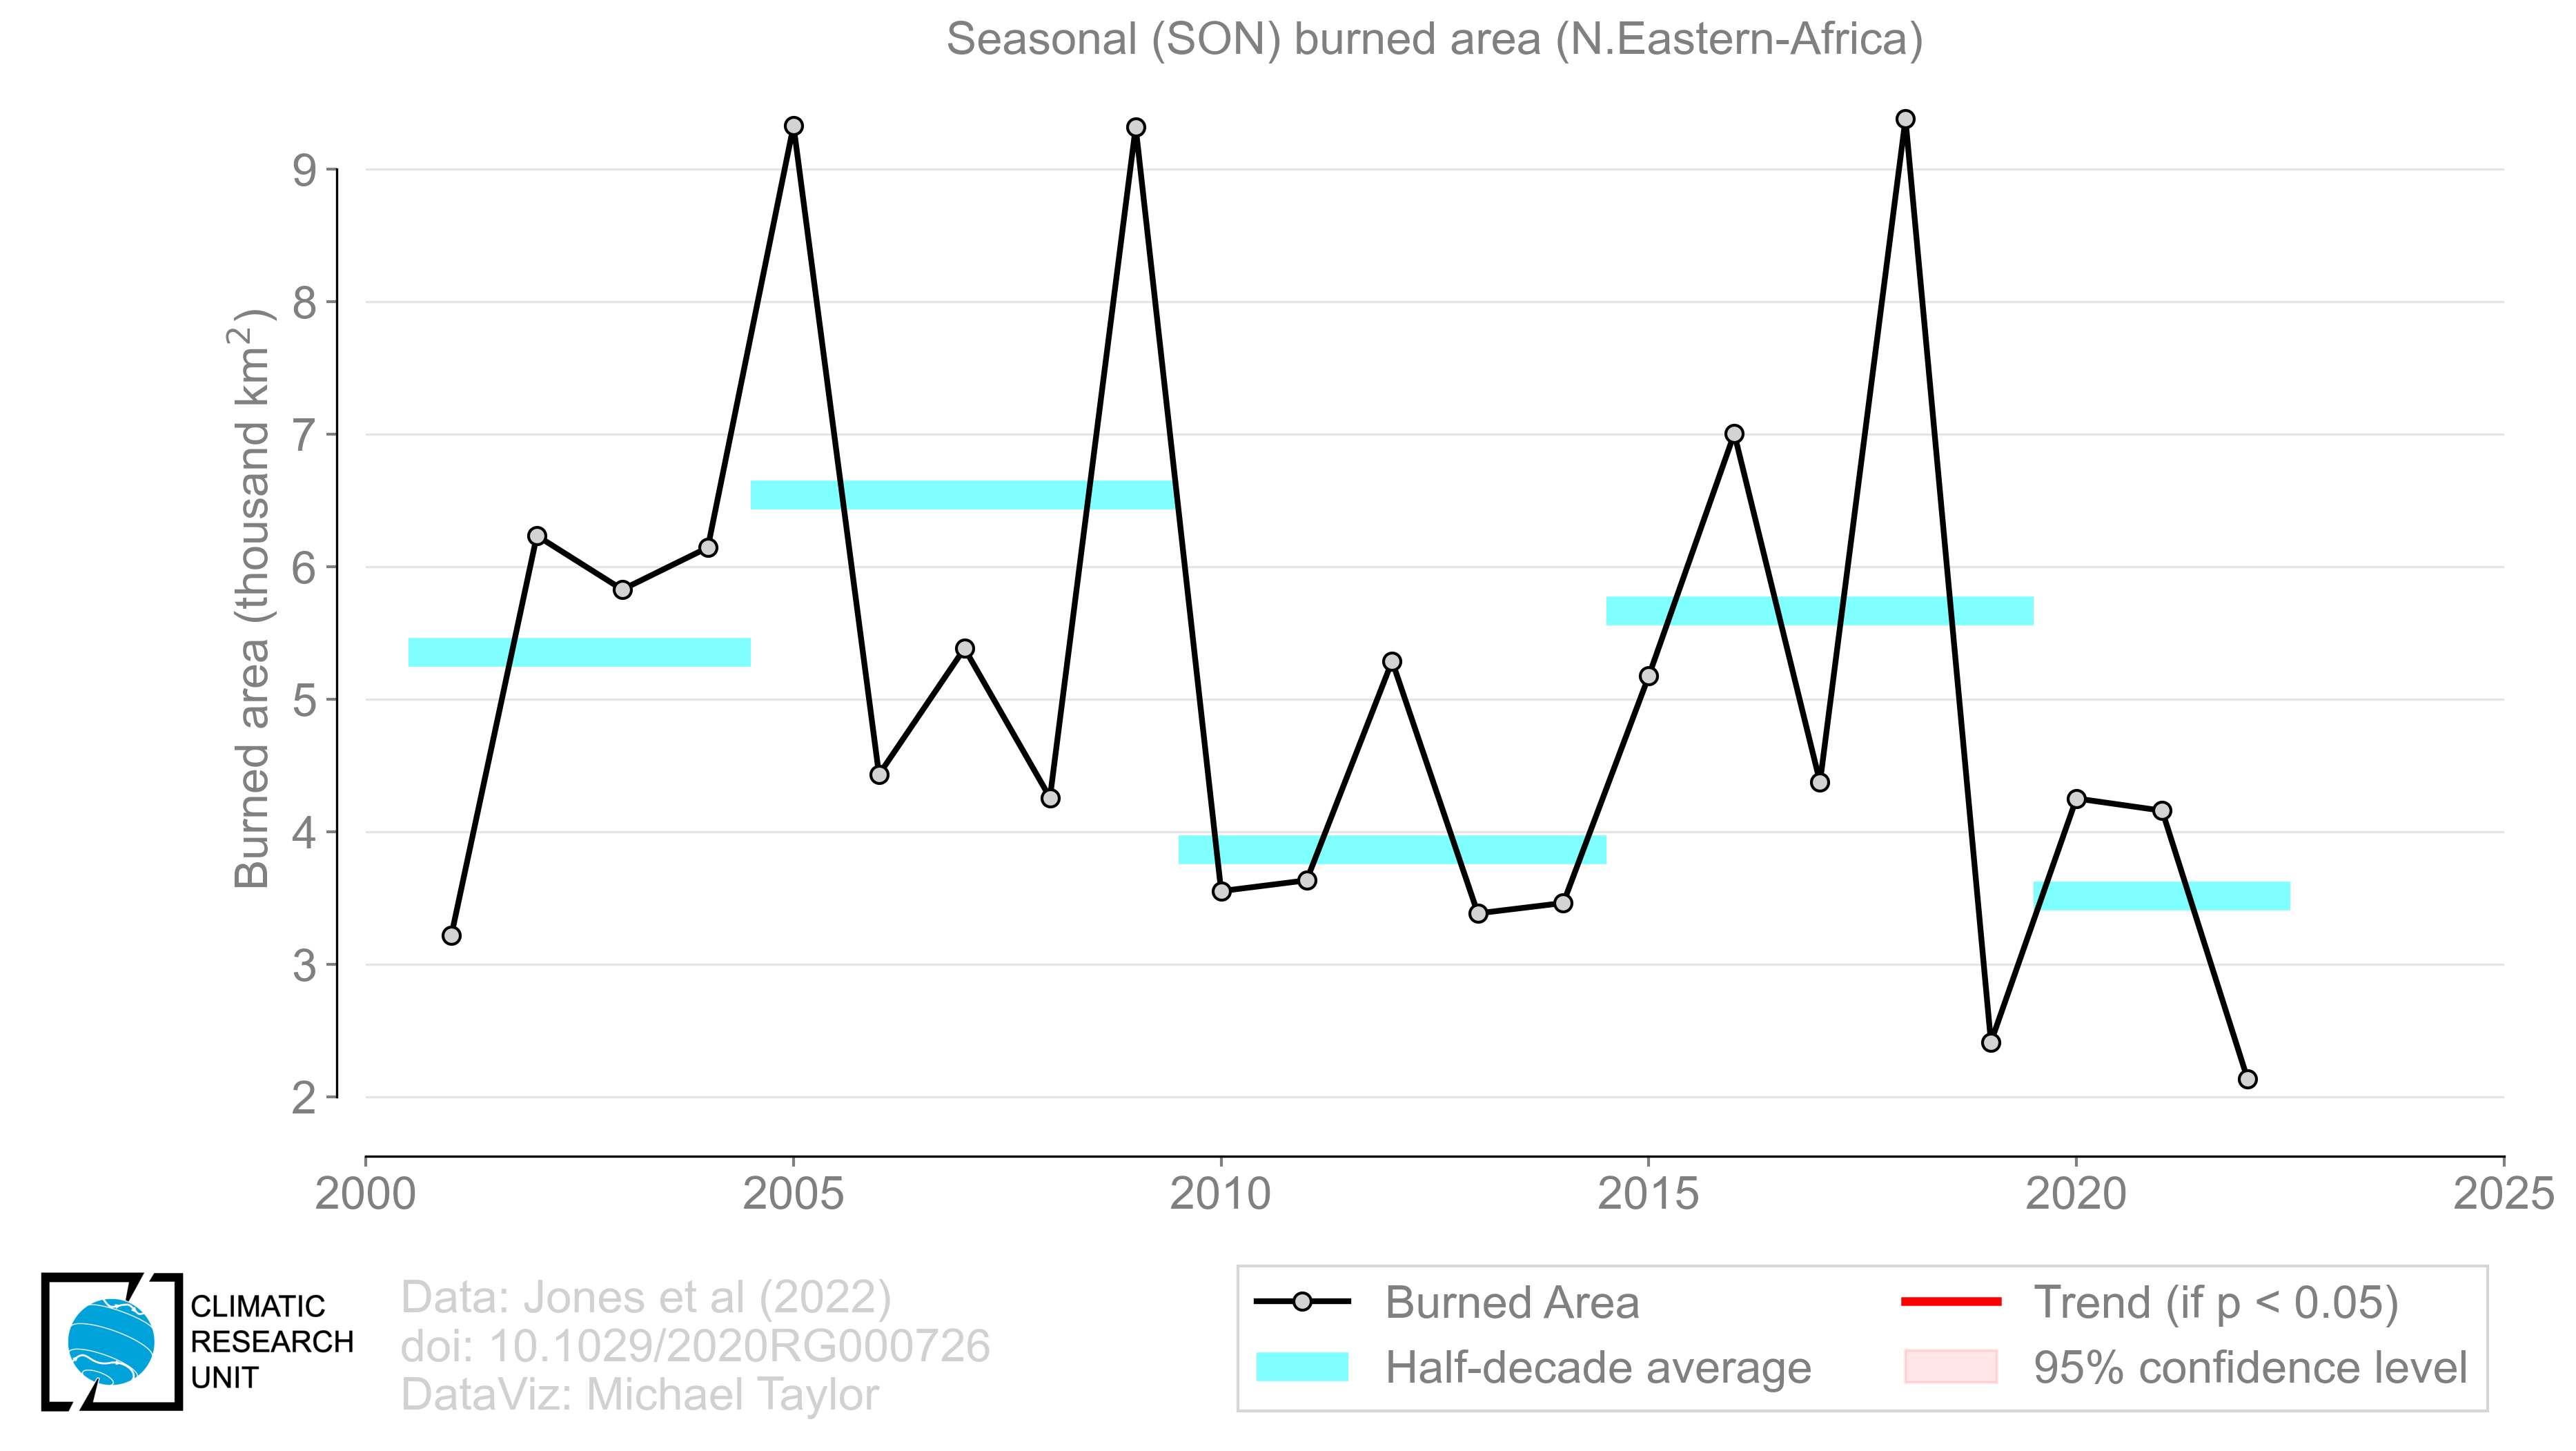 Seasonal (SON) burned area (N.Eastern-Africa)
Burned area (thousand km²)
9
8
7
6
5
4
3
2
2000 2005 2010 2015 2020 2025
CLIMATIC
RESEARCH
UNIT
Data: Jones et al (2022)
doi: 10.1029/2020RG000726
DataViz: Michael Taylor
Burned Area
Half-decade average
Trend (if p < 0.05)
95% confidence level